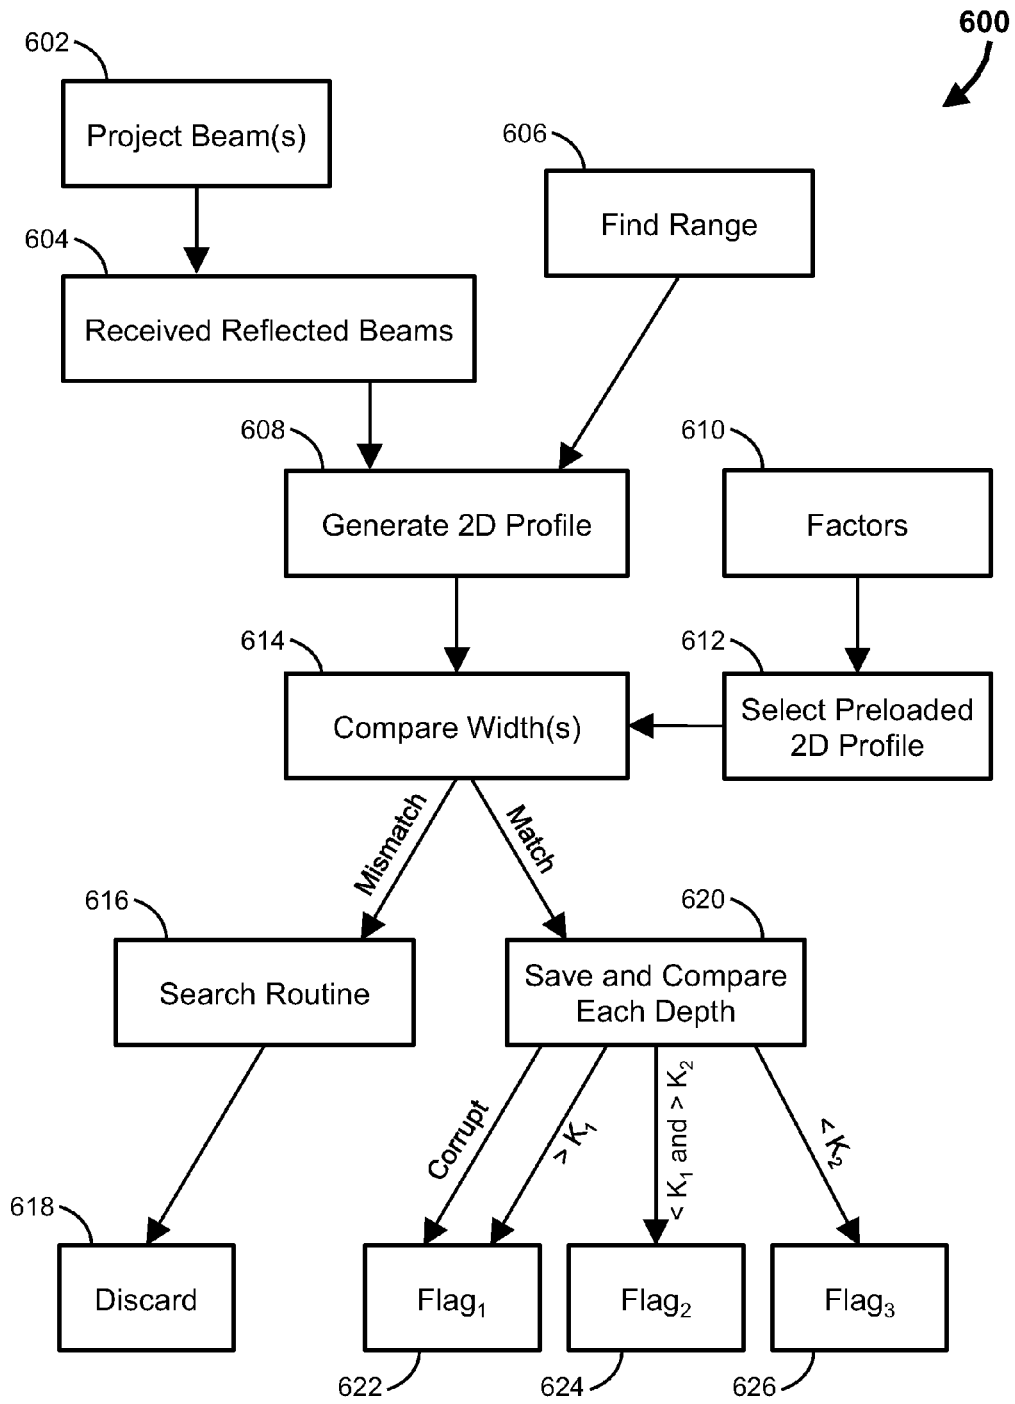 600
602
Project Beam(s)
606
Find Range
604
Received Reflected Beams
608
Generate 2D Profile
610
Factors
614
Compare Width(s)
612
Select Preloaded
2D Profile
Mismatch
Match
616
Search Routine
620
Save and Compare
Each Depth
Corrupt
> K₁
< K₁ and > K₂
< K₂
618
Discard
Flag₁
622
Flag₂
624
Flag₃
626